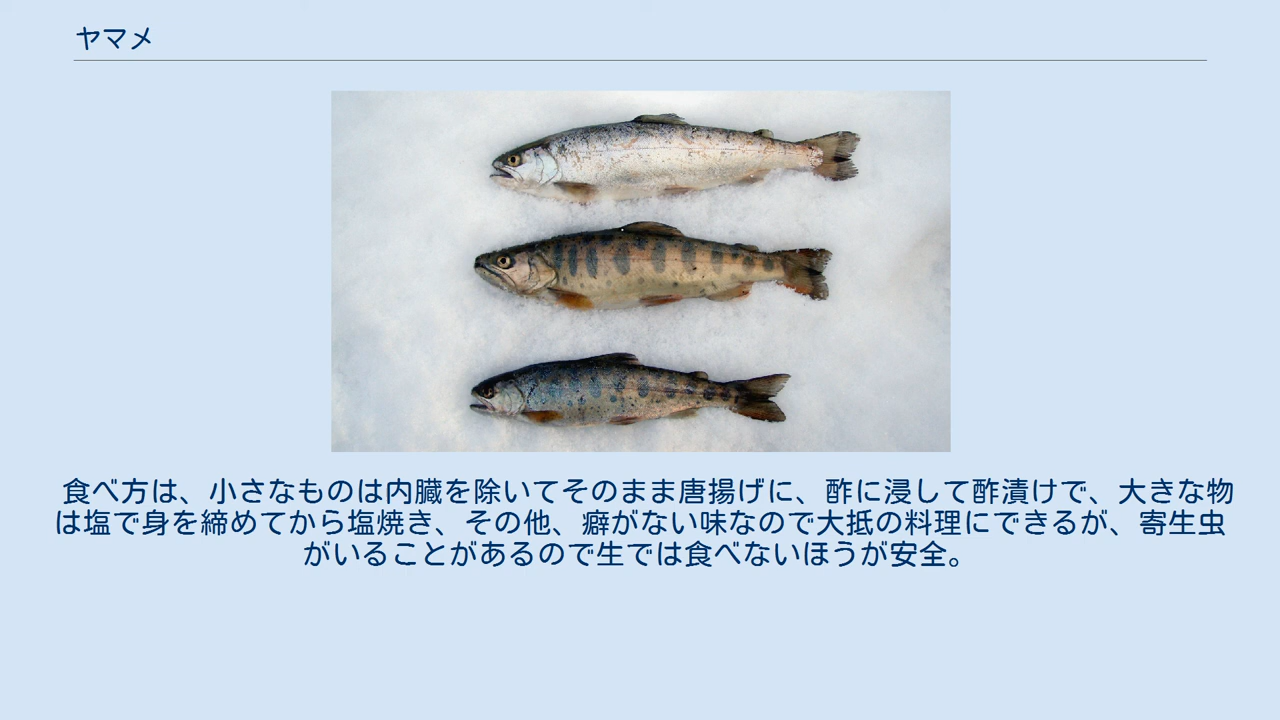 ヤマメ
食べ方は、小さなものは内臓を除いてそのまま唐揚げに、酢に浸して酢漬けで、大きな物
は塩で身を締めてから塩焼き、その他、癖がない味なので大抵の料理にできるが、寄生虫
がいることがあるので生では食べないほうが安全。